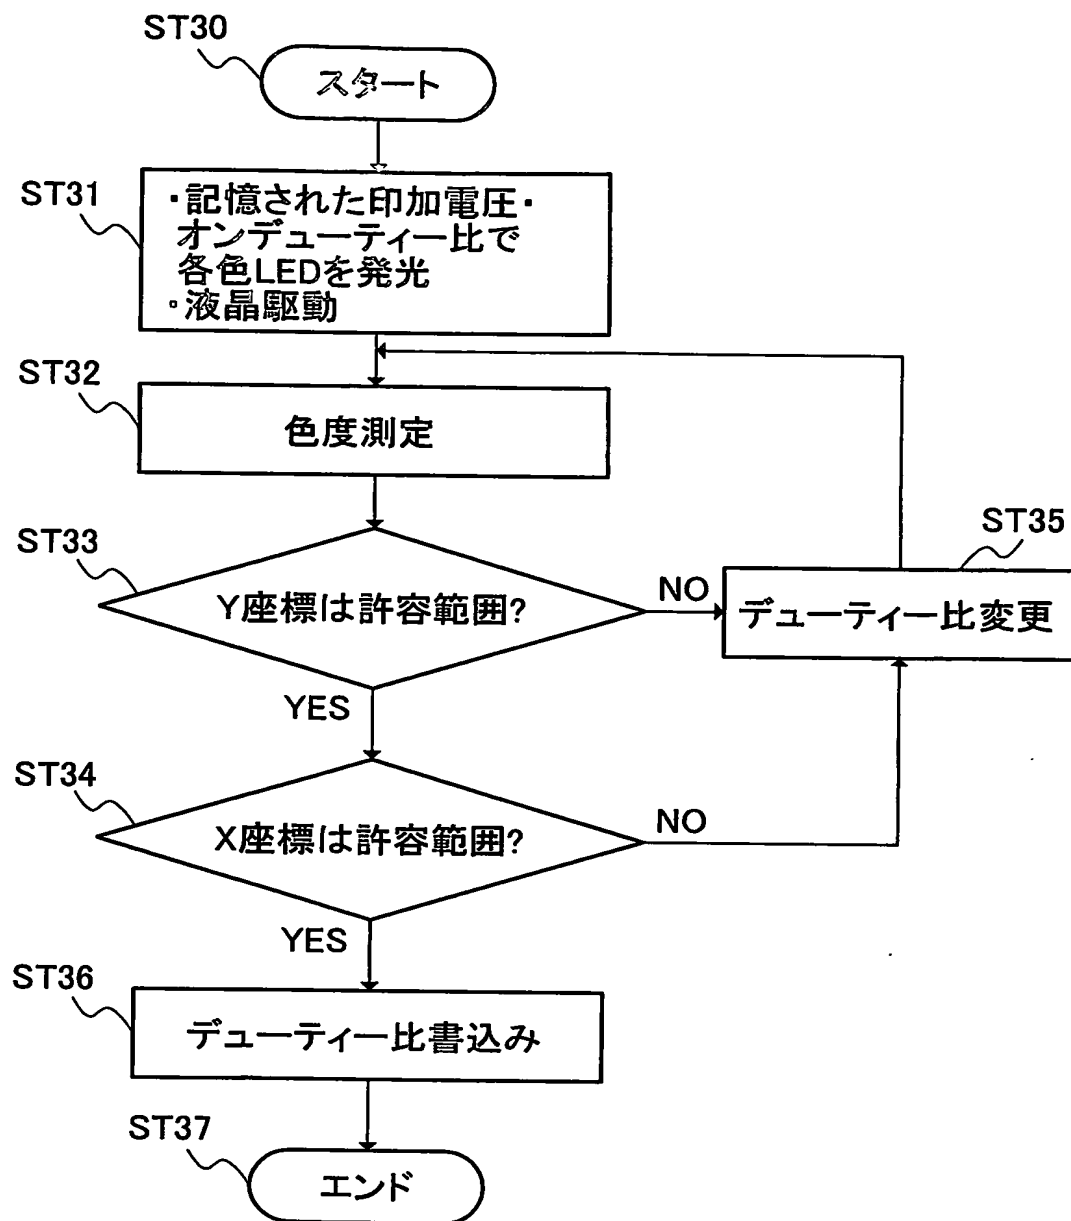 ST30
スタート
ST31
・記憶された印加電圧・
オンデューティー比で
各色LEDを発光
・液晶駆動
ST32
色度測定
ST33
Y座標は許容範囲?
NO
ST35
デューティー比変更
YES
ST34
X座標は許容範囲?
NO
YES
ST36
デューティー比書込み
ST37
エンド